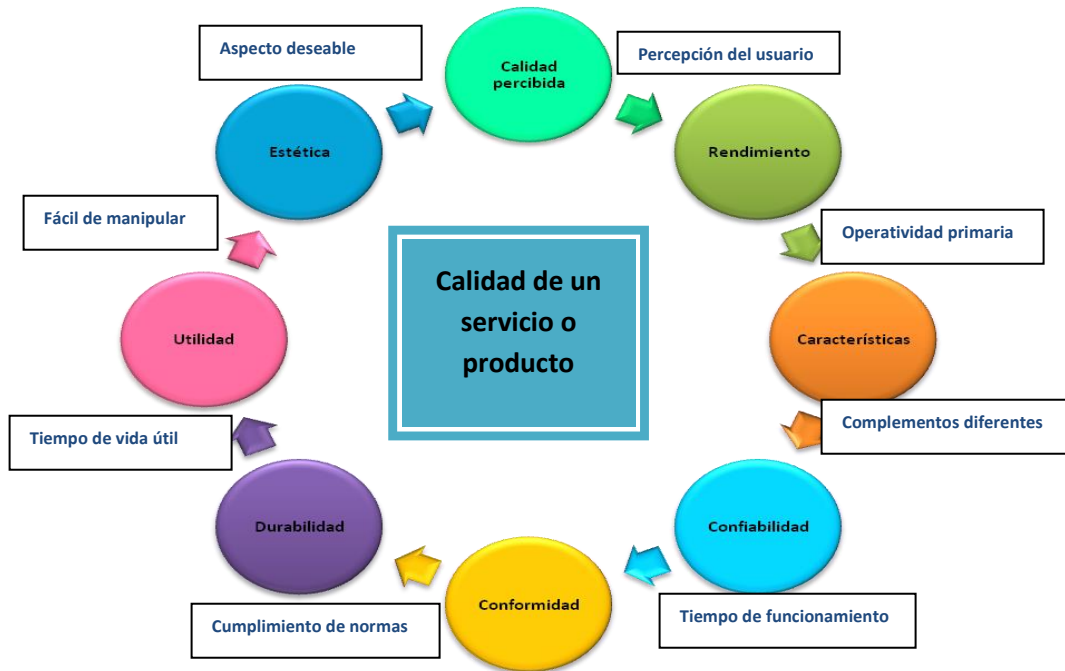 Aspecto deseable
Calidad
percibida
Percepción del usuario
Estética
Rendimiento
Fácil de manipular
Operatividad primaria
Calidad de un
servicio o
producto
Utilidad
Características
Tiempo de vida útil
Complementos diferentes
Durabilidad
Confiabilidad
Conformidad
Cumplimiento de normas
Tiempo de funcionamiento